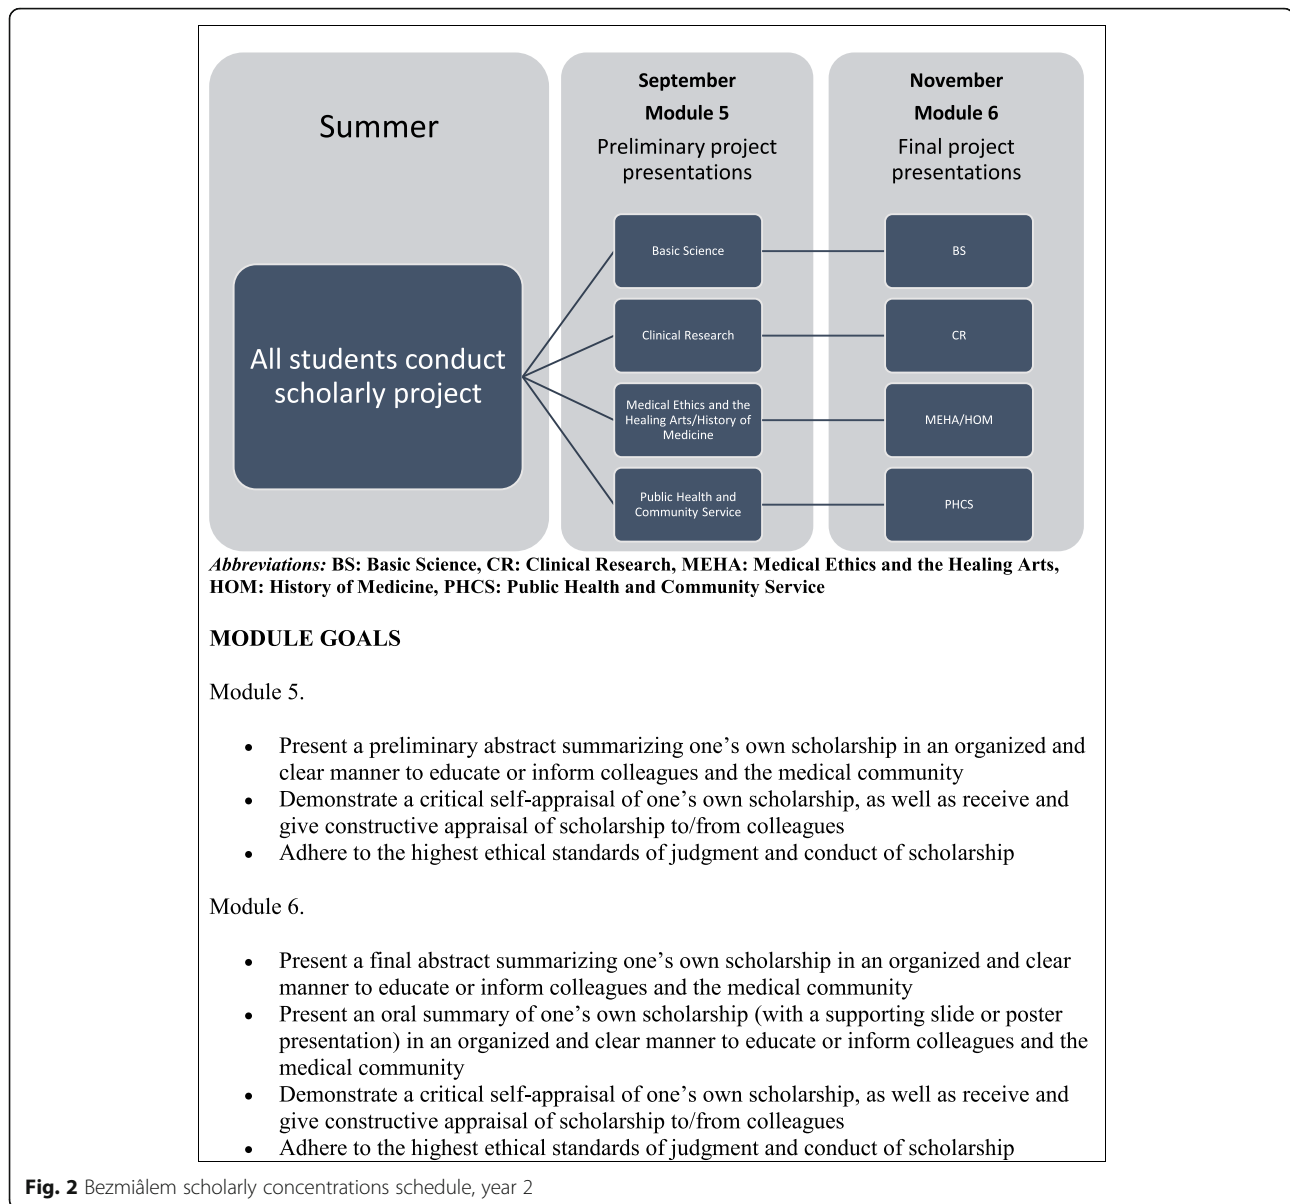 Summer
All students conduct
scholarly project
September
Module 5
Preliminary project
presentations
Basic Science
Clinical Research
Medical Ethics and the
Healing Arts/History of
Medicine
Public Health and
Community Service
November
Module 6
Final project
presentations
BS
CR
MEHA/HOM
PHCS
Abbreviations: BS: Basic Science, CR: Clinical Research, MEHA: Medical Ethics and the Healing Arts,
HOM: History of Medicine, PHCS: Public Health and Community Service
MODULE GOALS
Module 5.
• Present a preliminary abstract summarizing one’s own scholarship in an organized and
clear manner to educate or inform colleagues and the medical community
• Demonstrate a critical self-appraisal of one’s own scholarship, as well as receive and
give constructive appraisal of scholarship to/from colleagues
• Adhere to the highest ethical standards of judgment and conduct of scholarship
Module 6.
• Present a final abstract summarizing one’s own scholarship in an organized and clear
manner to educate or inform colleagues and the medical community
• Present an oral summary of one’s own scholarship (with a supporting slide or poster
presentation) in an organized and clear manner to educate or inform colleagues and the
medical community
• Demonstrate a critical self-appraisal of one’s own scholarship, as well as receive and
give constructive appraisal of scholarship to/from colleagues
• Adhere to the highest ethical standards of judgment and conduct of scholarship
Fig. 2 Bezmiâlem scholarly concentrations schedule, year 2